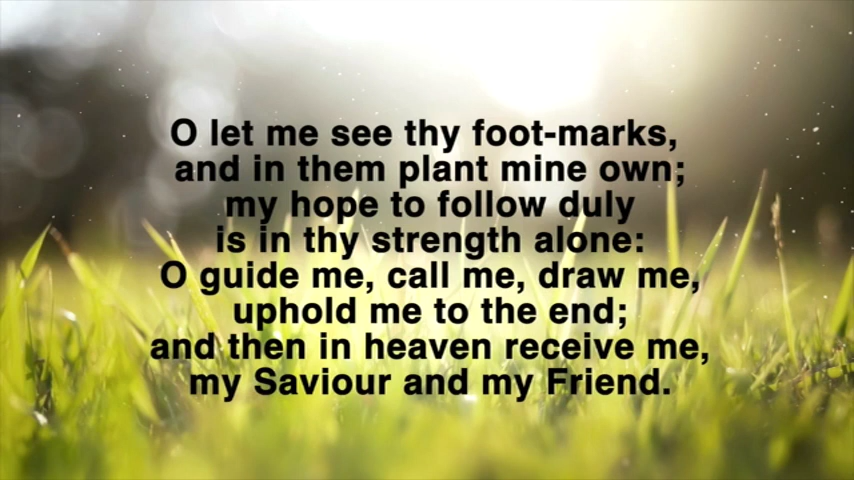 O let me see thy foot-marks,
and in them plant mine own;
my hope to follow duly
is in thy strength alone:
O guide me, call me, draw me,
uphold me to the end;
and then in heaven receive me,
my Saviour and my Friend.